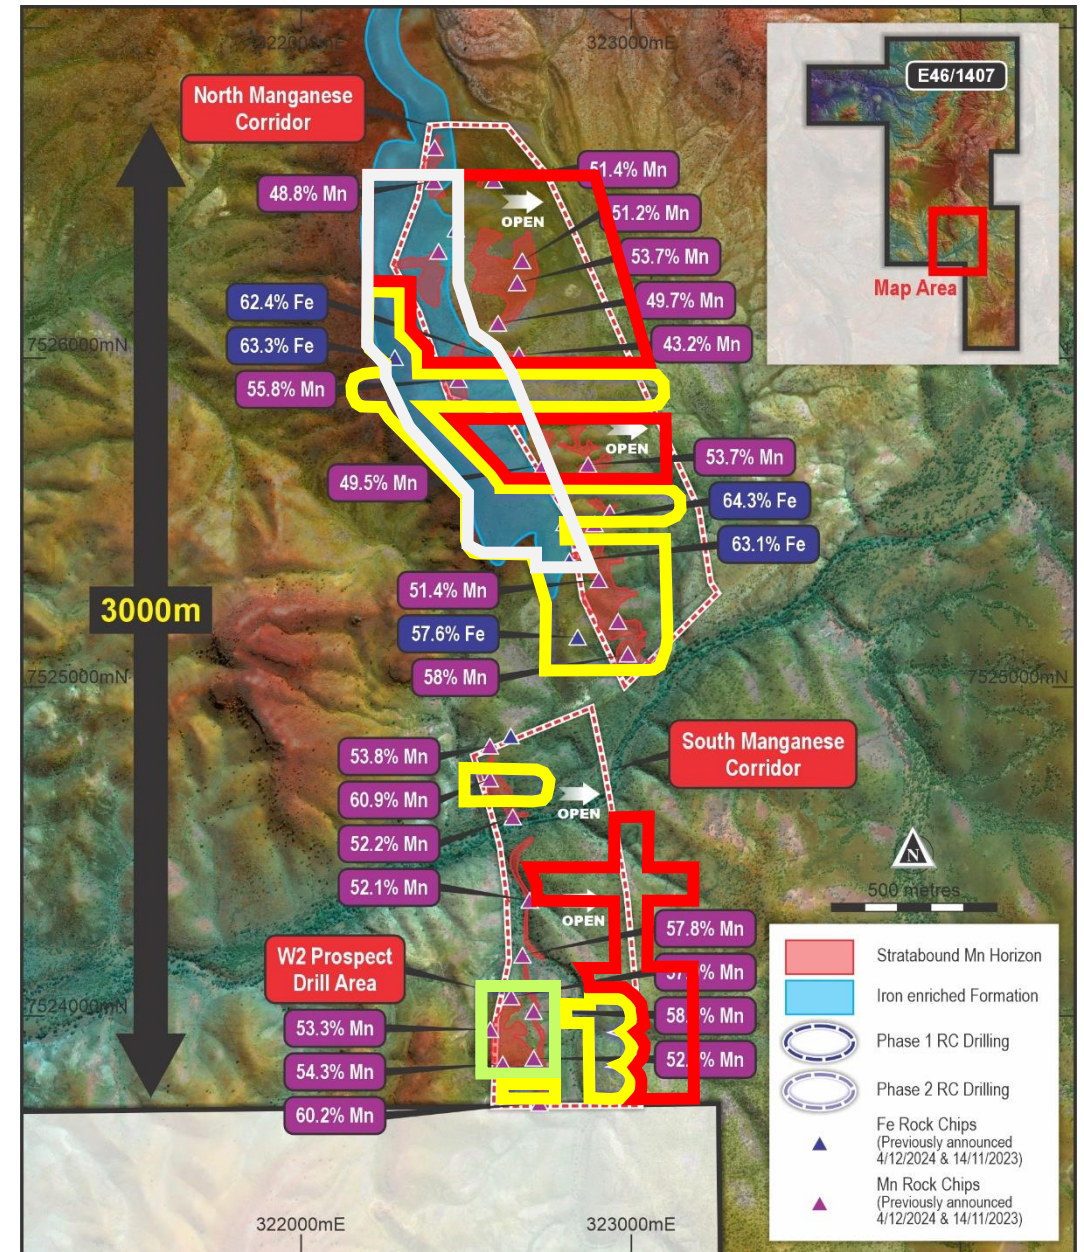 322000mE
323000mE
E46/1407
Map Area
North Manganese
Corridor
48.8% Mn
51.4% Mn
OPEN
51.2% Mn
53.7% Mn
62.4% Fe
49.7% Mn
7526000mN
63.3% Fe
43.2% Mn
55.8% Mn
OPEN
53.7% Mn
49.5% Mn
64.3% Fe
63.1% Fe
51.4% Mn
3000m
57.6% Fe
58% Mn
7525000mN
7525000mN
53.8% Mn
South Manganese
Corridor
60.9% Mn
OPEN
52.2% Mn
52.1% Mn
N
500 metres
OPEN
57.8% Mn
W2 Prospect
Drill Area
7524000mN
53.3% Mn
54.3% Mn
60.2% Mn
Stratabound Mn Horizon
Iron enriched Formation
Phase 1 RC Drilling
Phase 2 RC Drilling
Fe Rock Chips
(Previously announced
4/12/2024 & 14/11/2023)
Mn Rock Chips
(Previously announced
4/12/2024 & 14/11/2023)
322000mE
323000mE